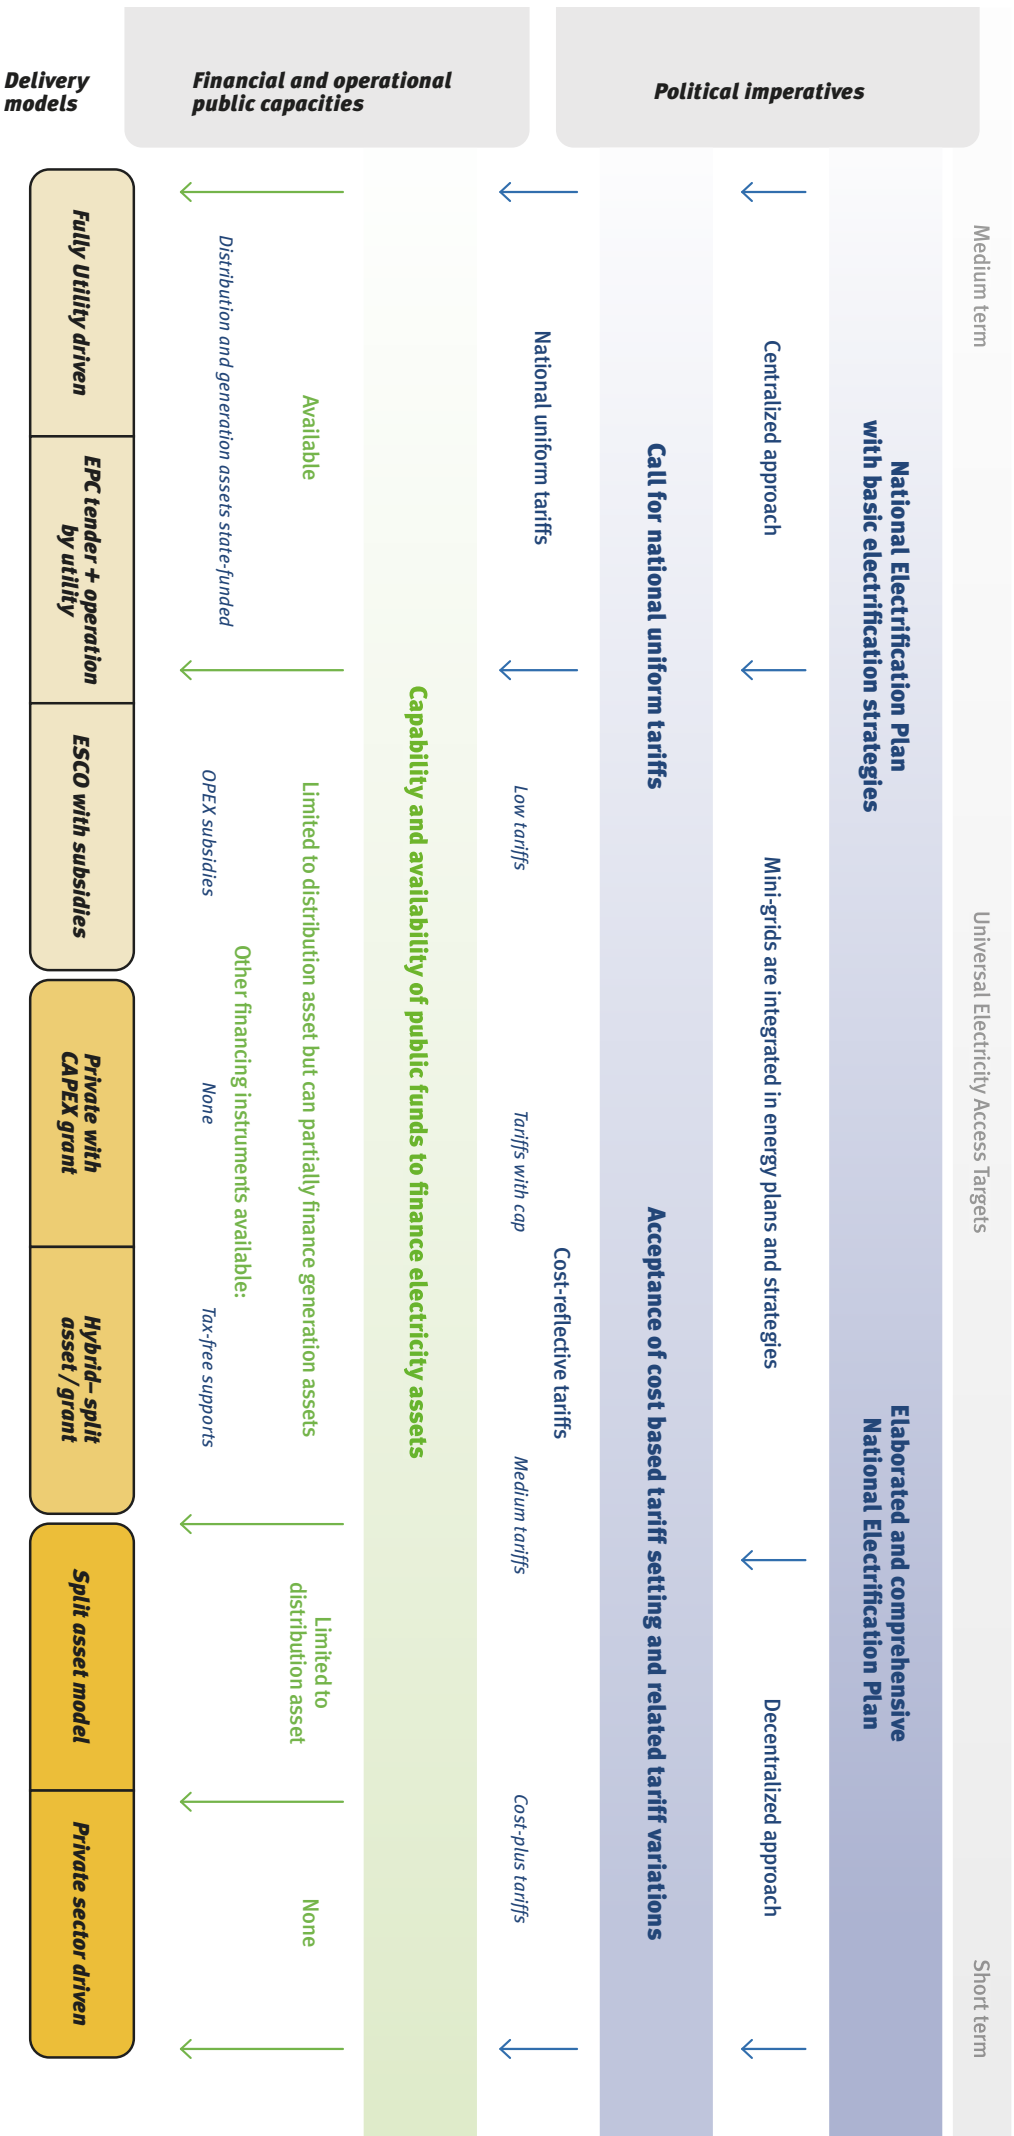 Political imperatives
Financial and operational
public capacities
Delivery
models
Medium term
Universal Electricity Access Targets
Short term
National Electrification Plan
with basic electrification strategies
Elaborated and comprehensive
National Electrification Plan
Centralized approach
Mini-grids are integrated in energy plans and strategies
Decentralized approach
Call for national uniform tariffs
Acceptance of cost based tariff setting and related tariff variations
National uniform tariffs
Cost-reflective tariffs
Low tariffs
Tariffs with cap
Medium tariffs
Cost-plus tariffs
Capability and availability of public funds to finance electricity assets
Available
Limited to distribution asset but can partially finance generation assets
Limited to
distribution asset
None
Distribution and generation assets state-funded
Other financing instruments available:
OPEX subsidies
None
Tax-free supports
Fully Utility driven
EPC tender + operation
by utility
ESCO with subsidies
Private with
CAPEX grant
Hybrid– split
asset / grant
Split asset model
Private sector driven